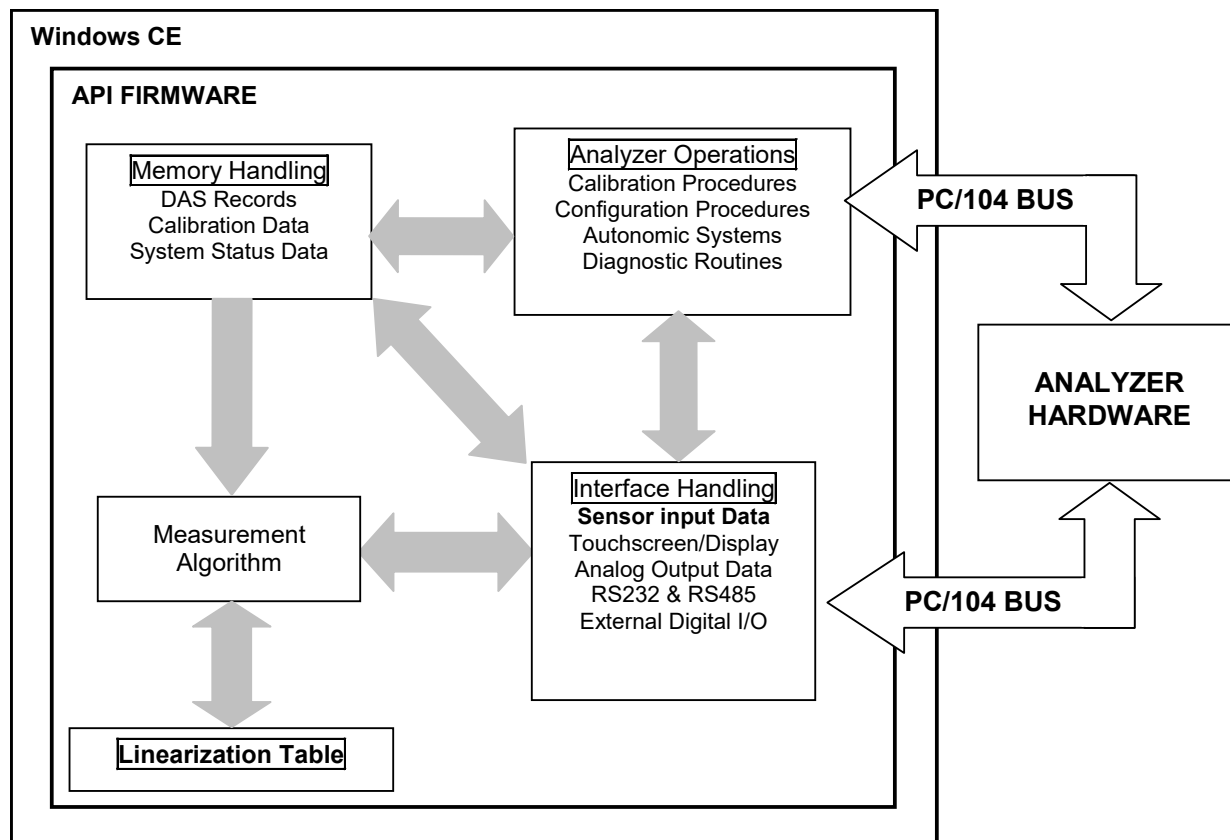 Windows CE
API FIRMWARE
Memory Handling
DAS Records
Calibration Data
System Status Data
Analyzer Operations
Calibration Procedures
Configuration Procedures
Autonomic Systems
Diagnostic Routines
PC/104 BUS
ANALYZER
HARDWARE
Measurement
Algorithm
Interface Handling
Sensor input Data
Touchscreen/Display
Analog Output Data
RS232 & RS485
External Digital I/O
PC/104 BUS
Linearization Table